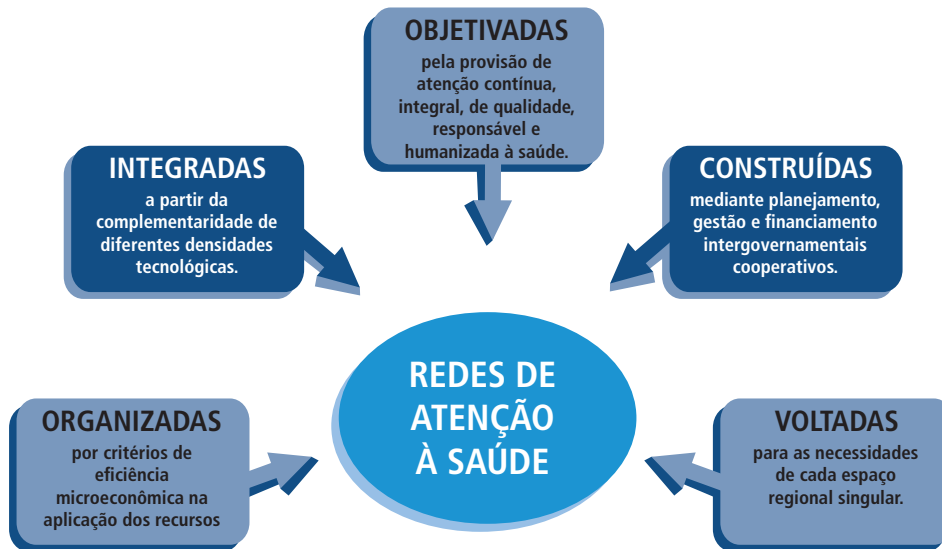 OBJETIVADAS
pela provisão de
atenção contínua,
integral, de qualidade,
responsável e
humanizada à saúde.
INTEGRADAS
a partir da
complementaridade de
diferentes densidades
tecnológicas.
CONSTRUÍDAS
mediante planejamento,
gestão e financiamento
intergovernamentais
cooperativos.
REDES DE
ATENÇÃO
À SAÚDE
ORGANIZADAS
por critérios de
eficiência
microeconômica na
aplicação dos recursos
VOLTADAS
para as necessidades
de cada espaço
regional singular.